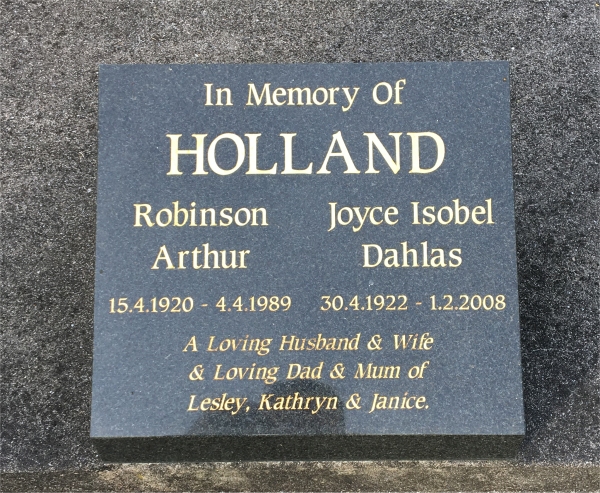 In Memory Of
HOLLAND
Robinson Arthur
15.4.1920 - 4.4.1989
Joyce Isobel Dahlas
30.4.1922 - 1.2.2008
A Loving Husband & Wife
& Loving Dad & Mum of
Lesley, Kathryn & Janice.